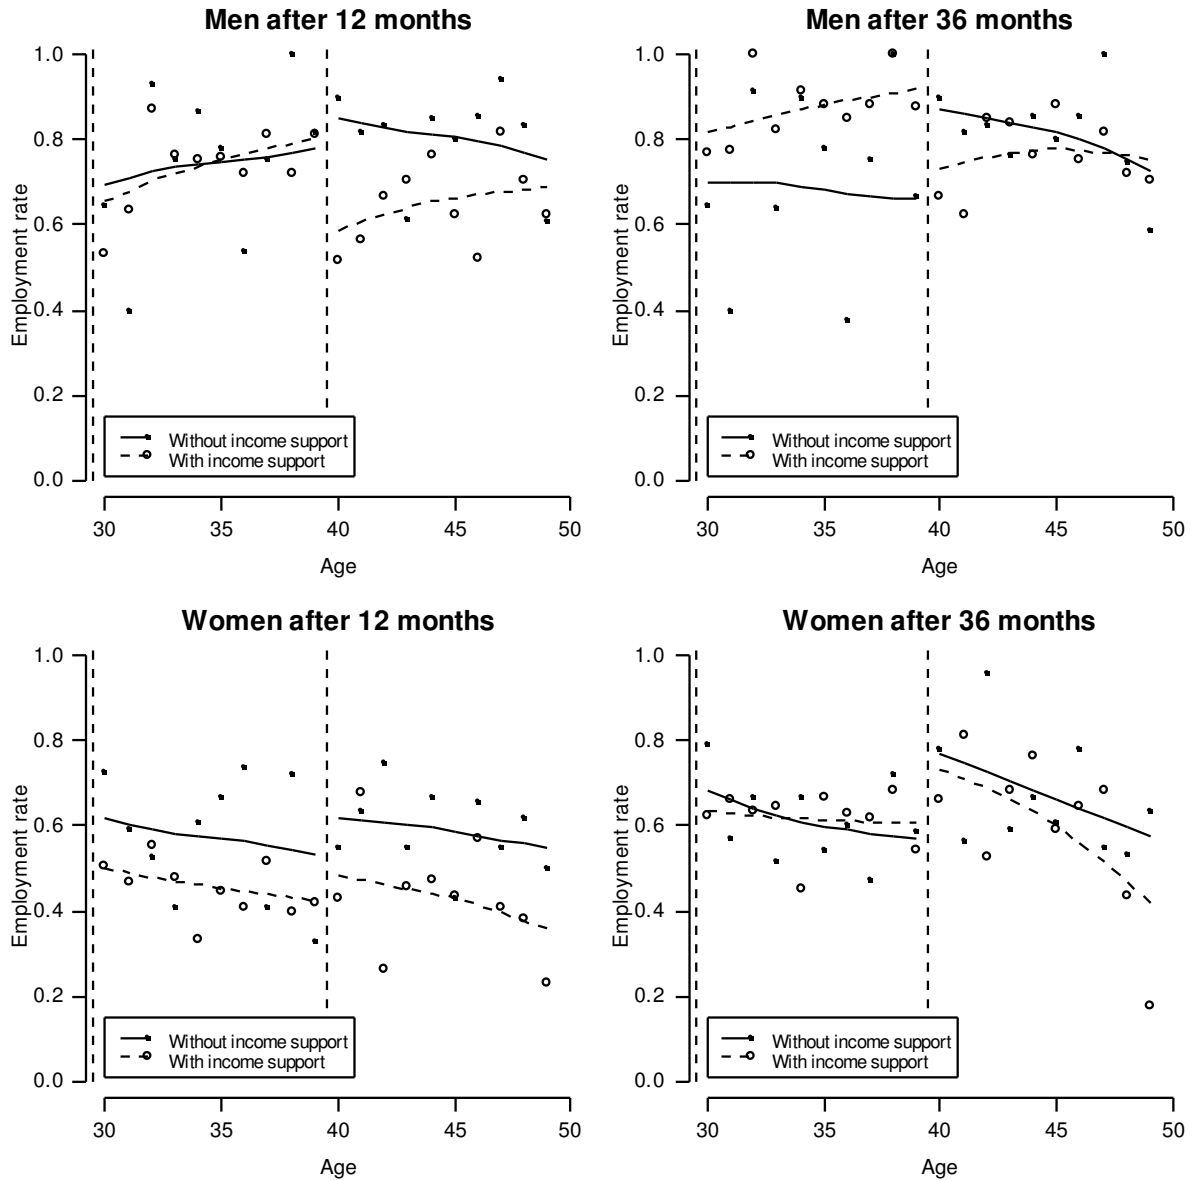 Men after 12 months
Employment rate
1.0
0.8
0.6
0.4
0.2
0.0
Without income support
With income support
30 35 40 45 50
Age
Men after 36 months
Employment rate
1.0
0.8
0.6
0.4
0.2
0.0
Without income support
With income support
30 35 40 45 50
Age
Women after 12 months
Employment rate
1.0
0.8
0.6
0.4
0.2
0.0
Without income support
With income support
30 35 40 45 50
Age
Women after 36 months
Employment rate
1.0
0.8
0.6
0.4
0.2
0.0
Without income support
With income support
30 35 40 45 50
Age